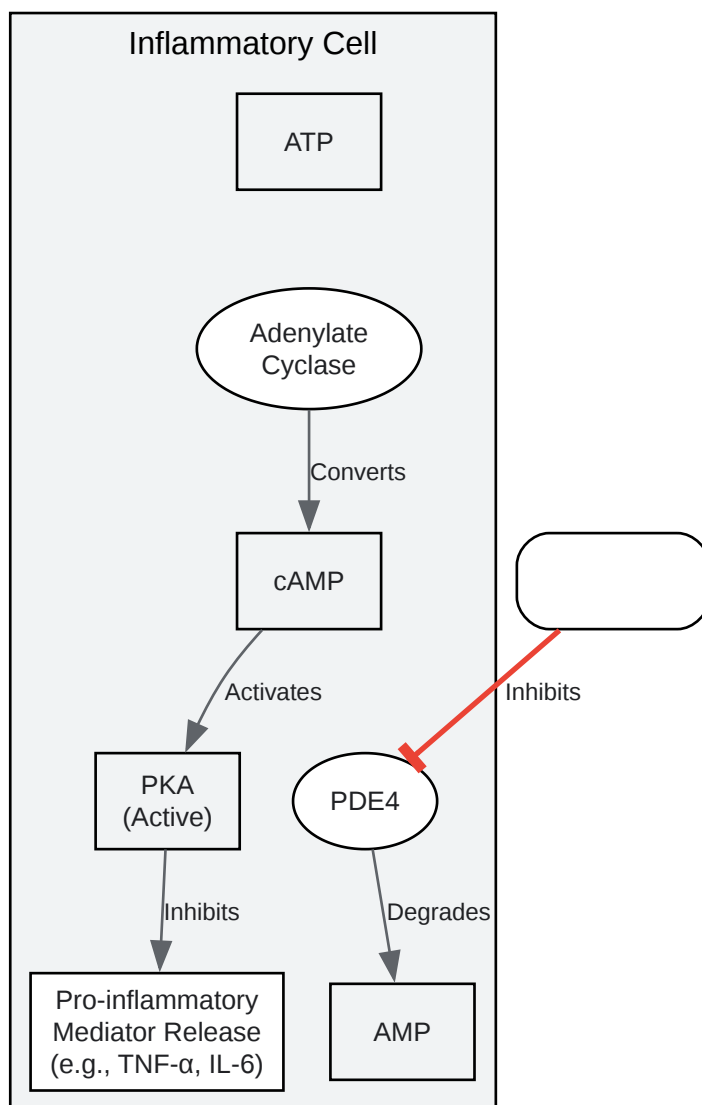 Inflammatory Cell
ATP
Adenylate
Cyclase
Converts
cAMP
Activates
Inhibits
PKA
(Active)
PDE4
Inhibits
Degrades
Pro-inflammatory
Mediator Release
(e.g., TNF-α, IL-6)
AMP